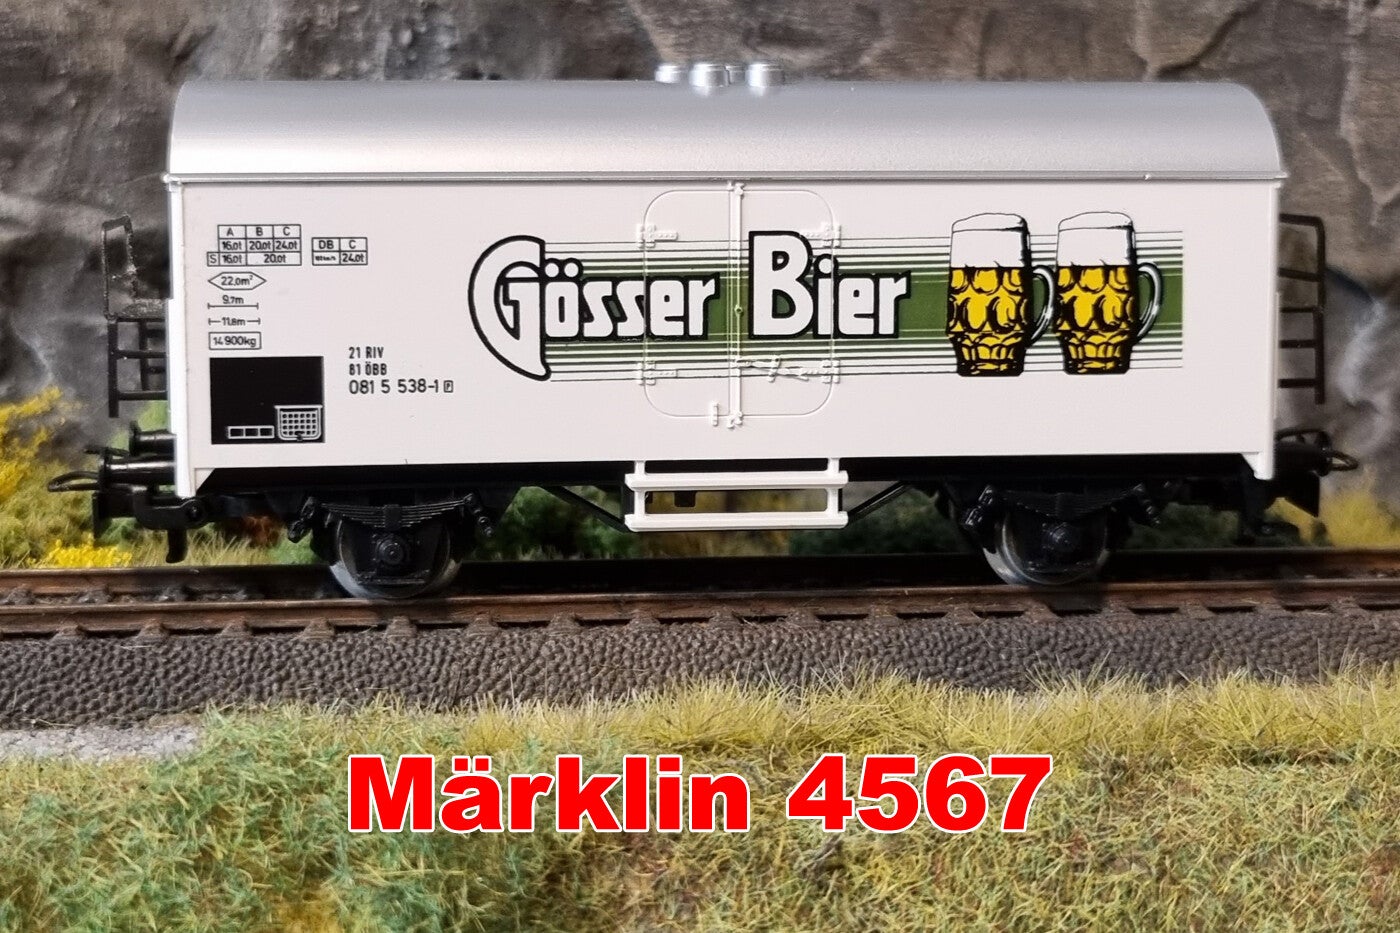 A B C
16,0t 20,0t 24,0t
S 16,0t 20,0t
DB C
24,0t
22,0m²
9,7m
11,8m
14 900kg
21 RIV
81 ÖBB
081 5 538-1 P
Gösser Bier
Märklin 4567